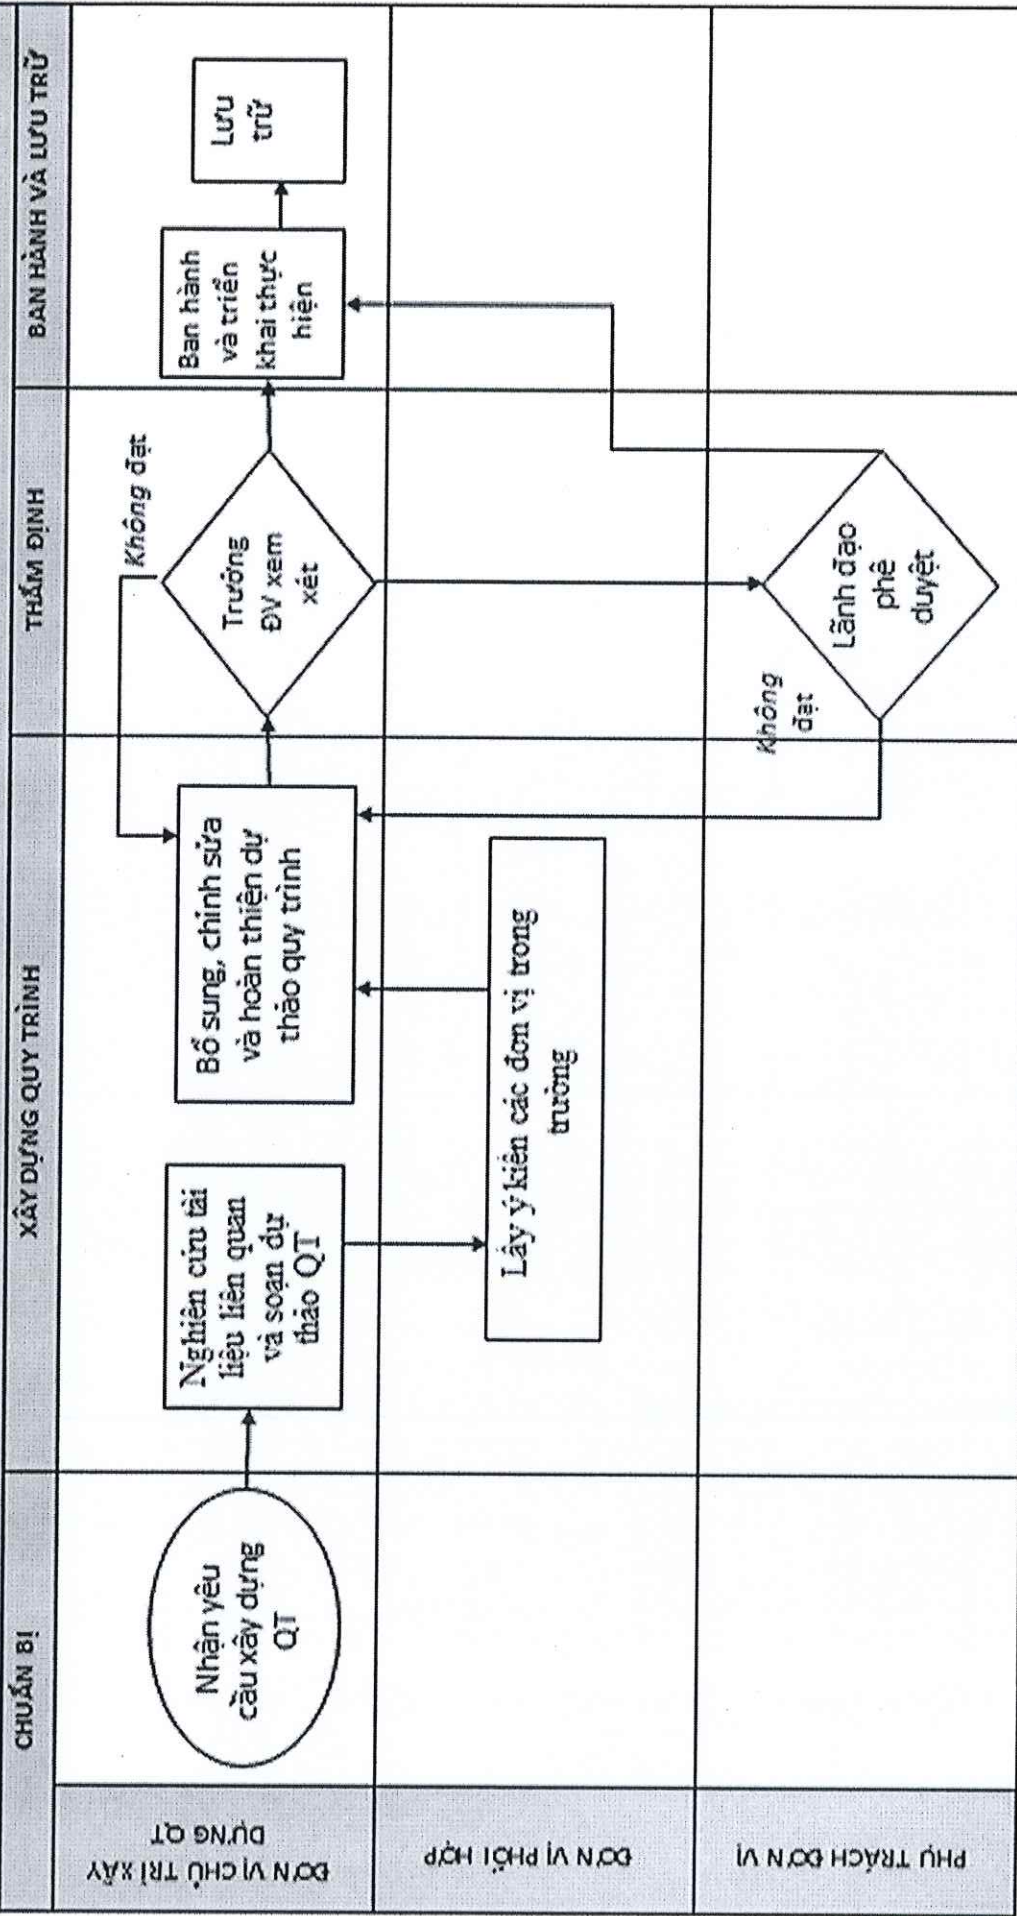 CHUẨN BỊ
XÂY DỰNG QUY TRÌNH
THẨM ĐỊNH
BAN HÀNH VÀ LƯU TRỮ
ĐƠN VỊ CHỦ TRÌ XÂY
DỰNG QT
Nhận yêu
cầu xây dựng
QT
Nghiên cứu tài
liệu liên quan
và soạn dự
thảo QT
Bổ sung, chỉnh sửa
và hoàn thiện dự
thảo quy trình
Không đạt
Trưởng
ĐV xem
xét
Ban hành
và triển
khai thực
hiện
Lưu
trữ
ĐƠN VỊ PHỐI HỢP
Lấy ý kiến các đơn vị trong
trường
PHỤ TRÁCH ĐƠN VỊ
Không
đạt
Lãnh đạo
phê
duyệt